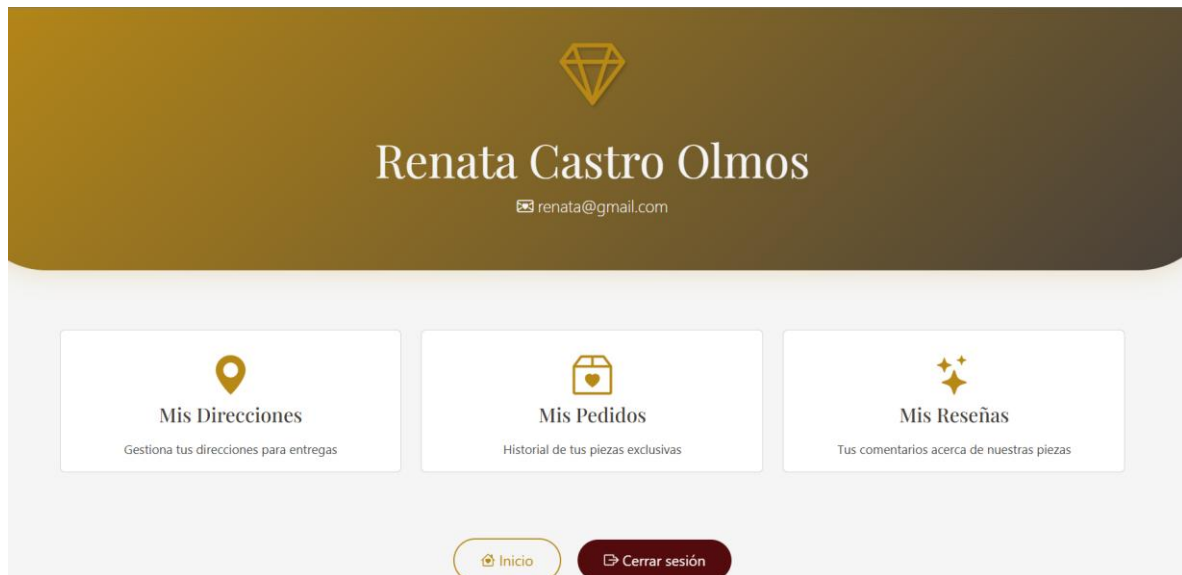 Renata Castro Olmos
renata@gmail.com
Mis Direcciones
Gestiona tus direcciones para entregas
Mis Pedidos
Historial de tus piezas exclusivas
Mis Reseñas
Tus comentarios acerca de nuestras piezas
Inicio
Cerrar sesión